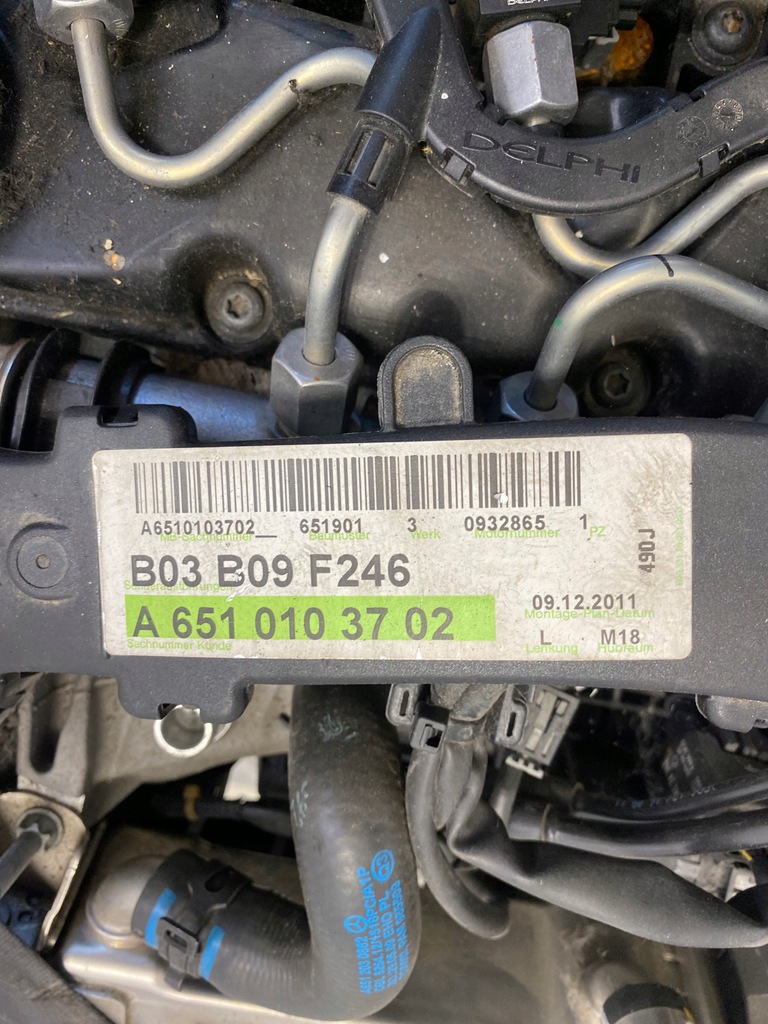 DELPHI
A6510103702__ 651901 3 0932865 1
MB-Sachnummer Baumuster Werk Motornummer PZ
490J
B03 B09 F246
09.12.2011
Montage-Plan-Datum
A 651 010 37 02
Sachnummer Kunde
L M18
Lenkung Hubraum